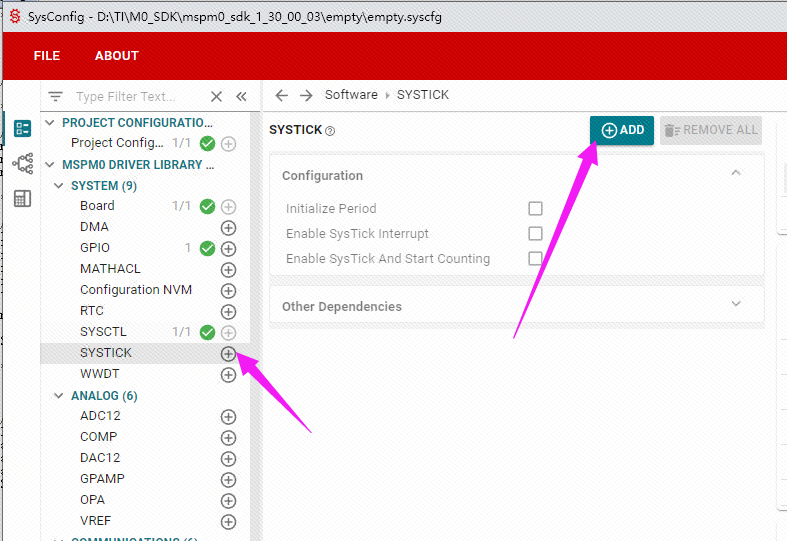 SysConfig - D:\TI\M0_SDK\mspm0_sdk_1_30_00_03\empty\empty.syscfg
FILE ABOUT
Type Filter Text...
Software SYSTICK
PROJECT CONFIGURATIO...
Project Config... 1/1
MSPM0 DRIVER LIBRARY ...
SYSTEM (9)
Board 1/1
DMA
GPIO 1
MATHACL
Configuration NVM
RTC
SYSCTL 1/1
SYSTICK
WWDT
ANALOG (6)
ADC12
COMP
DAC12
GPAMP
OPA
VREF
COMMUNICATIONS (6)
SYSTICK
ADD REMOVE ALL
Configuration
Initialize Period
Enable SysTick Interrupt
Enable SysTick And Start Counting
Other Dependencies